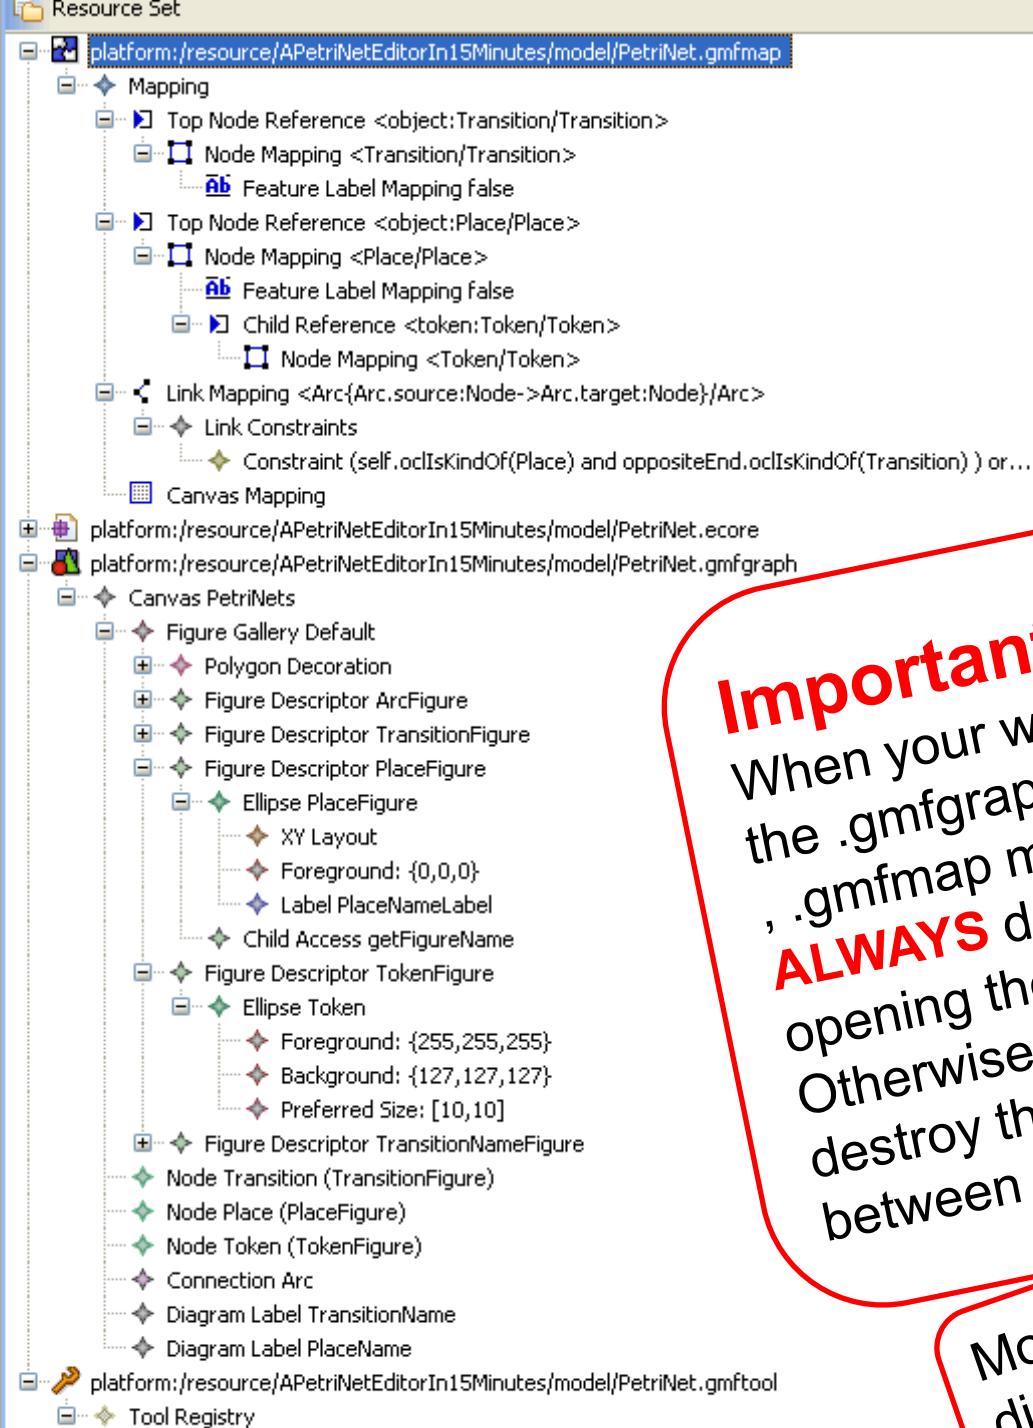 Resource Set
platform:/resource/APetriNetEditorIn15Minutes/model/PetriNet.gmfmap
Mapping
Top Node Reference <object:Transition/Transition>
Node Mapping <Transition/Transition>
Ab Feature Label Mapping false
Top Node Reference <object:Place/Place>
Node Mapping <Place/Place>
Ab Feature Label Mapping false
Child Reference <token:Token/Token>
Node Mapping <Token/Token>
Link Mapping <Arc{Arc.source:Node->Arc.target:Node}/Arc>
Link Constraints
Constraint (self.oclIsKindOf(Place) and oppositeEnd.oclIsKindOf(Transition) ) or...
Canvas Mapping
platform:/resource/APetriNetEditorIn15Minutes/model/PetriNet.ecore
platform:/resource/APetriNetEditorIn15Minutes/model/PetriNet.gmfgraph
Canvas PetriNets
Figure Gallery Default
Polygon Decoration
Figure Descriptor ArcFigure
Figure Descriptor TransitionFigure
Figure Descriptor PlaceFigure
Ellipse PlaceFigure
XY Layout
Foreground: {0,0,0}
Label PlaceNameLabel
Child Access getFigureName
Figure Descriptor TokenFigure
Ellipse Token
Foreground: {255,255,255}
Background: {127,127,127}
Preferred Size: [10,10]
Figure Descriptor TransitionNameFigure
Node Transition (TransitionFigure)
Node Place (PlaceFigure)
Node Token (TokenFigure)
Connection Arc
Diagram Label TransitionName
Diagram Label PlaceName
platform:/resource/APetriNetEditorIn15Minutes/model/PetriNet.gmftool
Tool Registry
Important
When your w
the .gmfgrap
, .gmfmap m
ALWAYS d
opening the
Otherwise
destroy th
between
Mo
di